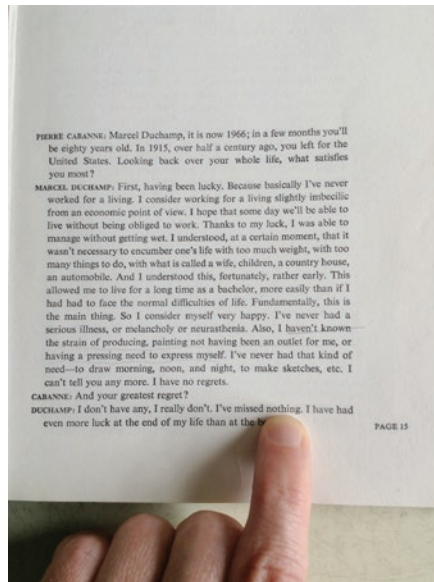 PIERRE CABANNE: Marcel Duchamp, it is now 1966; in a few months you'll
be eighty years old. In 1915, over half a century ago, you left for the
United States. Looking back over your whole life, what satisfies
you most?
MARCEL DUCHAMP: First, having been lucky. Because basically I've never
worked for a living. I consider working for a living slightly imbecilic
from an economic point of view. I hope that some day we'll be able to
live without being obliged to work. Thanks to my luck, I was able to
manage without getting wet. I understood, at a certain moment, that it
wasn't necessary to encumber one's life with too much weight, with too
many things to do, with what is called a wife, children, a country house,
an automobile. And I understood this, fortunately, rather early. This
allowed me to live for a long time as a bachelor, more easily than if I
had had to face the normal difficulties of life. Fundamentally, this is
the main thing. So I consider myself very happy. I've never had a
serious illness, or melancholy or neurasthenia. Also, I haven't known
the strain of producing, painting not having been an outlet for me, or
having a pressing need to express myself. I've never had that kind of
need—to draw morning, noon, and night, to make sketches, etc. I
can't tell you any more. I have no regrets.
CABANNE: And your greatest regret?
DUCHAMP: I don't have any, I really don't. I've missed nothing. I have had
even more luck at the end of my life than at the
PAGE 15